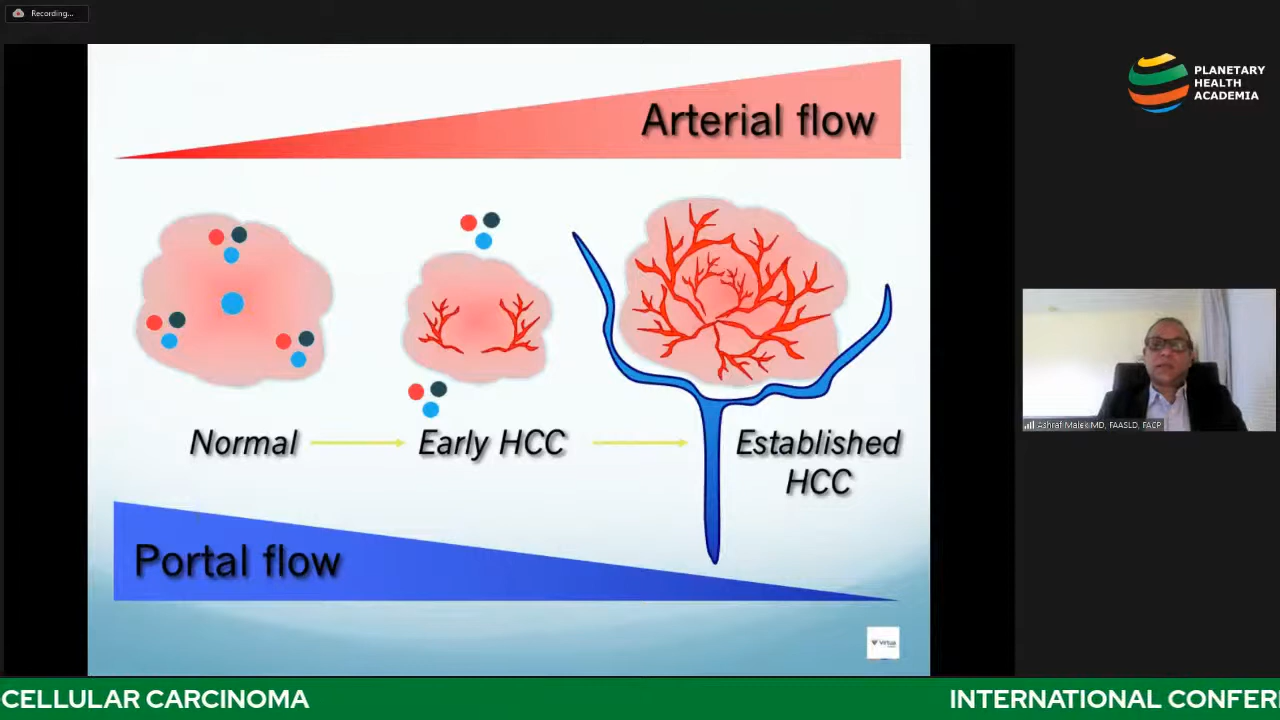 Recording...
PLANETARY
HEALTH
ACADEMIA
Arterial flow
Normal
Early HCC
Established
HCC
Portal flow
Virtua
Ashraf Malek MD, FAASLD, FACP
CELLULAR CARCINOMA
INTERNATIONAL CONFER